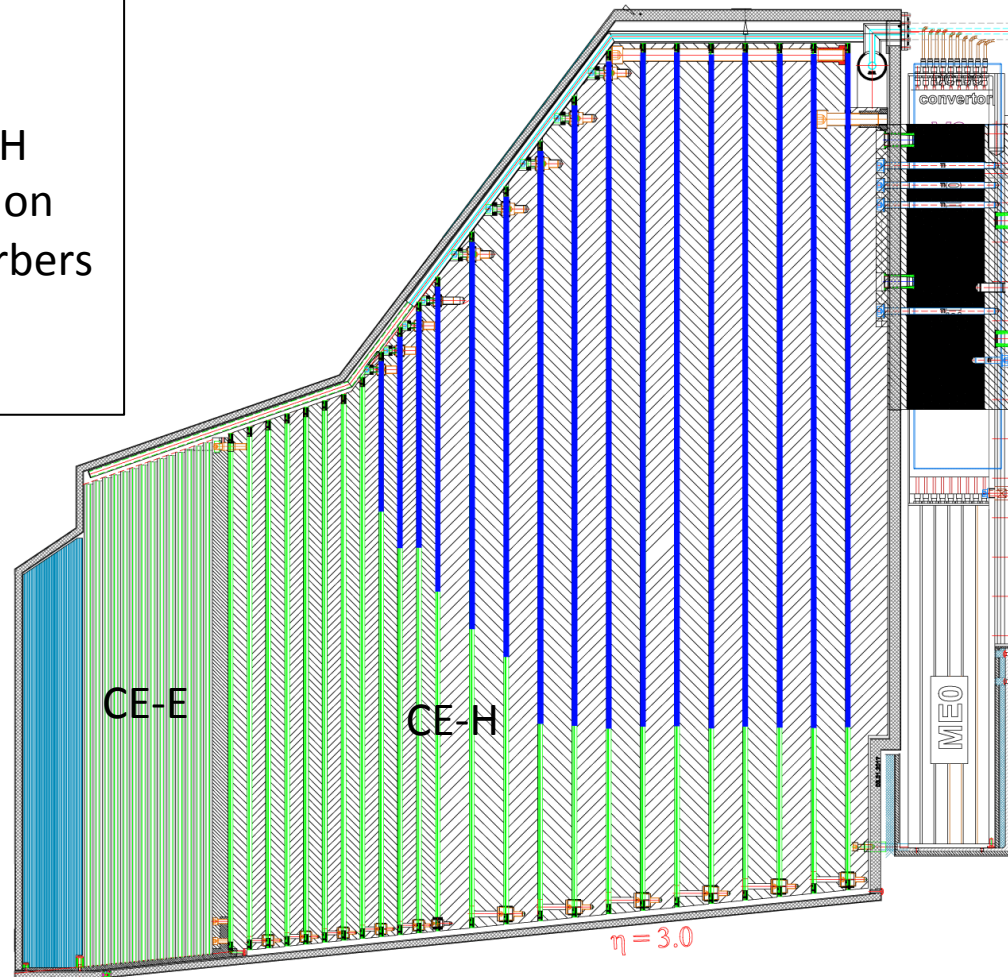 H
on
rbers
convertor
CE-E
CE-H
ME0
η = 3.0